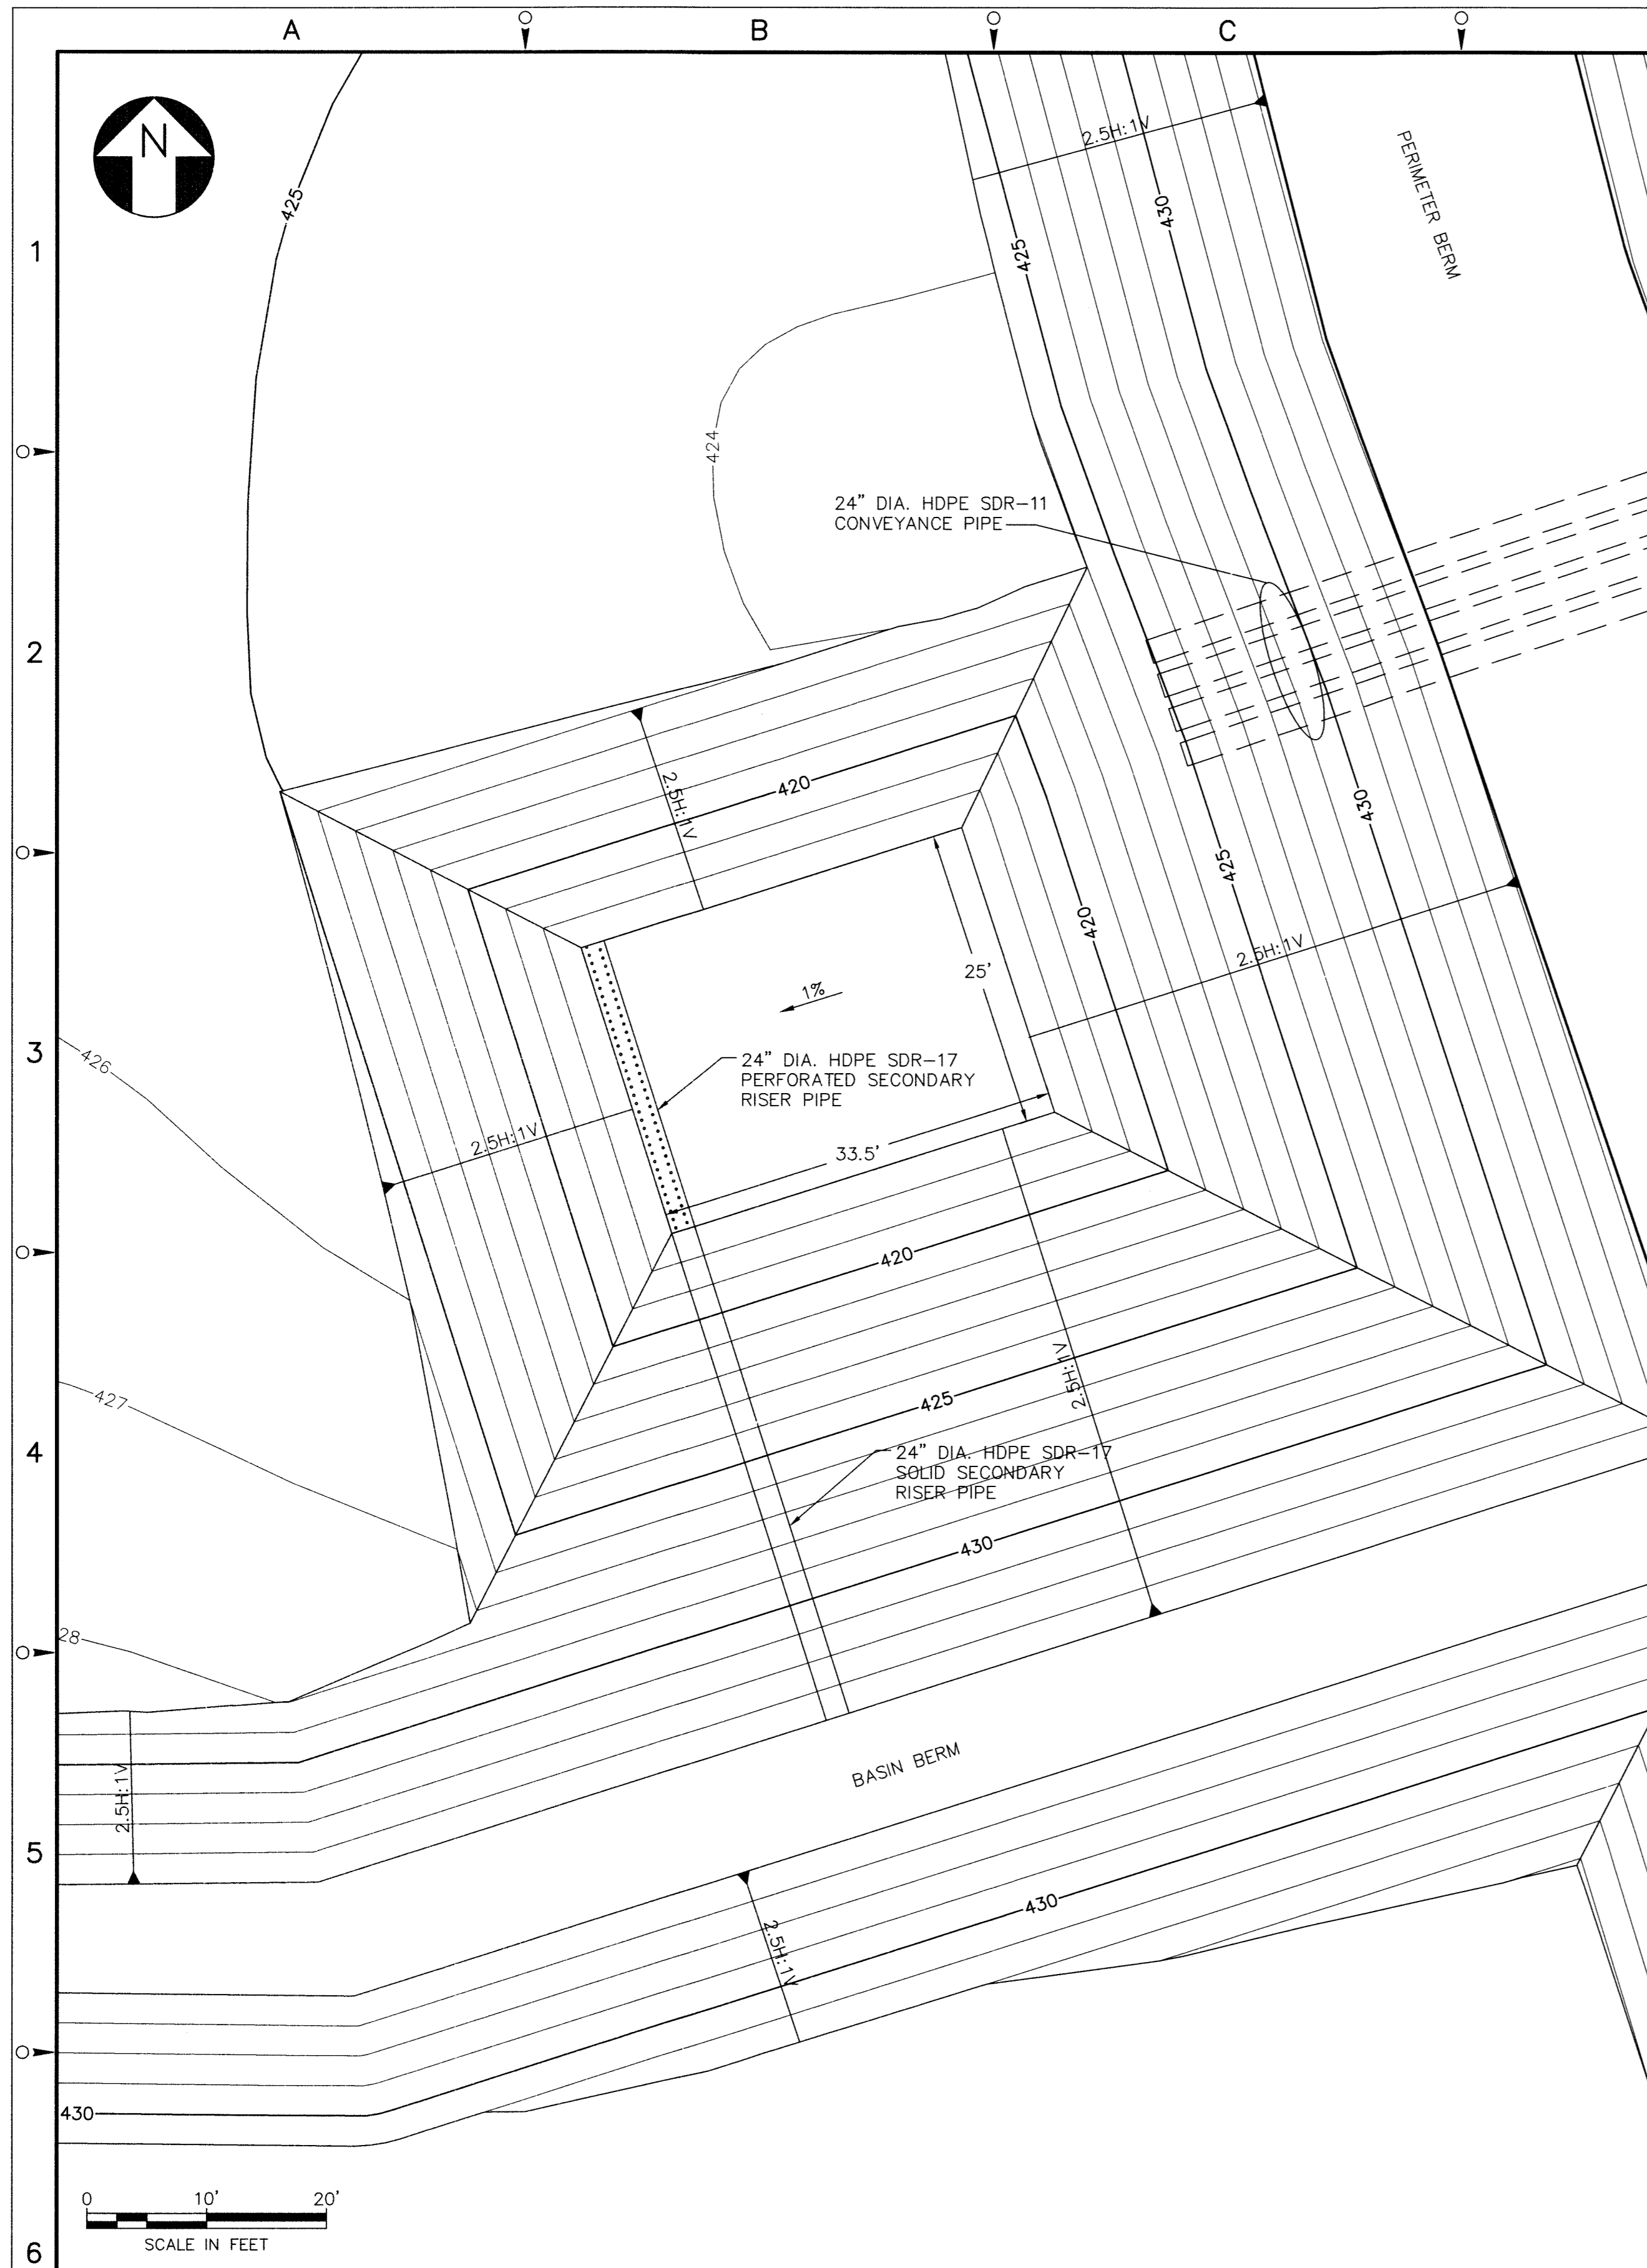 A
B
C
N
1
425
2.5H:1V
430
PERIMETER BERM
425
424
24" DIA. HDPE SDR-11
CONVEYANCE PIPE
2
420
2.5H:1V
430
425
420
2.5H:1V
25'
1%
3
426
24" DIA. HDPE SDR-17
PERFORATED SECONDARY
RISER PIPE
2.5H:1V
33.5'
420
2.5H:1V
427
425
4
24" DIA. HDPE SDR-17
SOLID SECONDARY
RISER PIPE
430
28
BASIN BERM
2.5H:1V
5
430
2.5H:1V
430
0 10' 20'
SCALE IN FEET
6